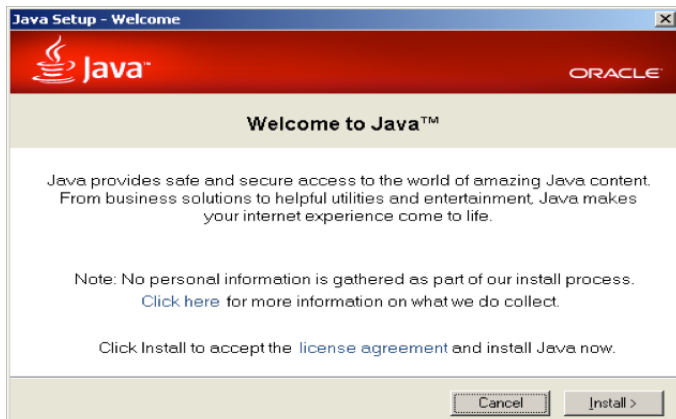 Java Setup - Welcome
Java™
ORACLE
Welcome to Java™
Java provides safe and secure access to the world of amazing Java content.
From business solutions to helpful utilities and entertainment, Java makes
your internet experience come to life.
Note: No personal information is gathered as part of our install process.
Click here for more information on what we do collect.
Click Install to accept the license agreement and install Java now.
Cancel Install >